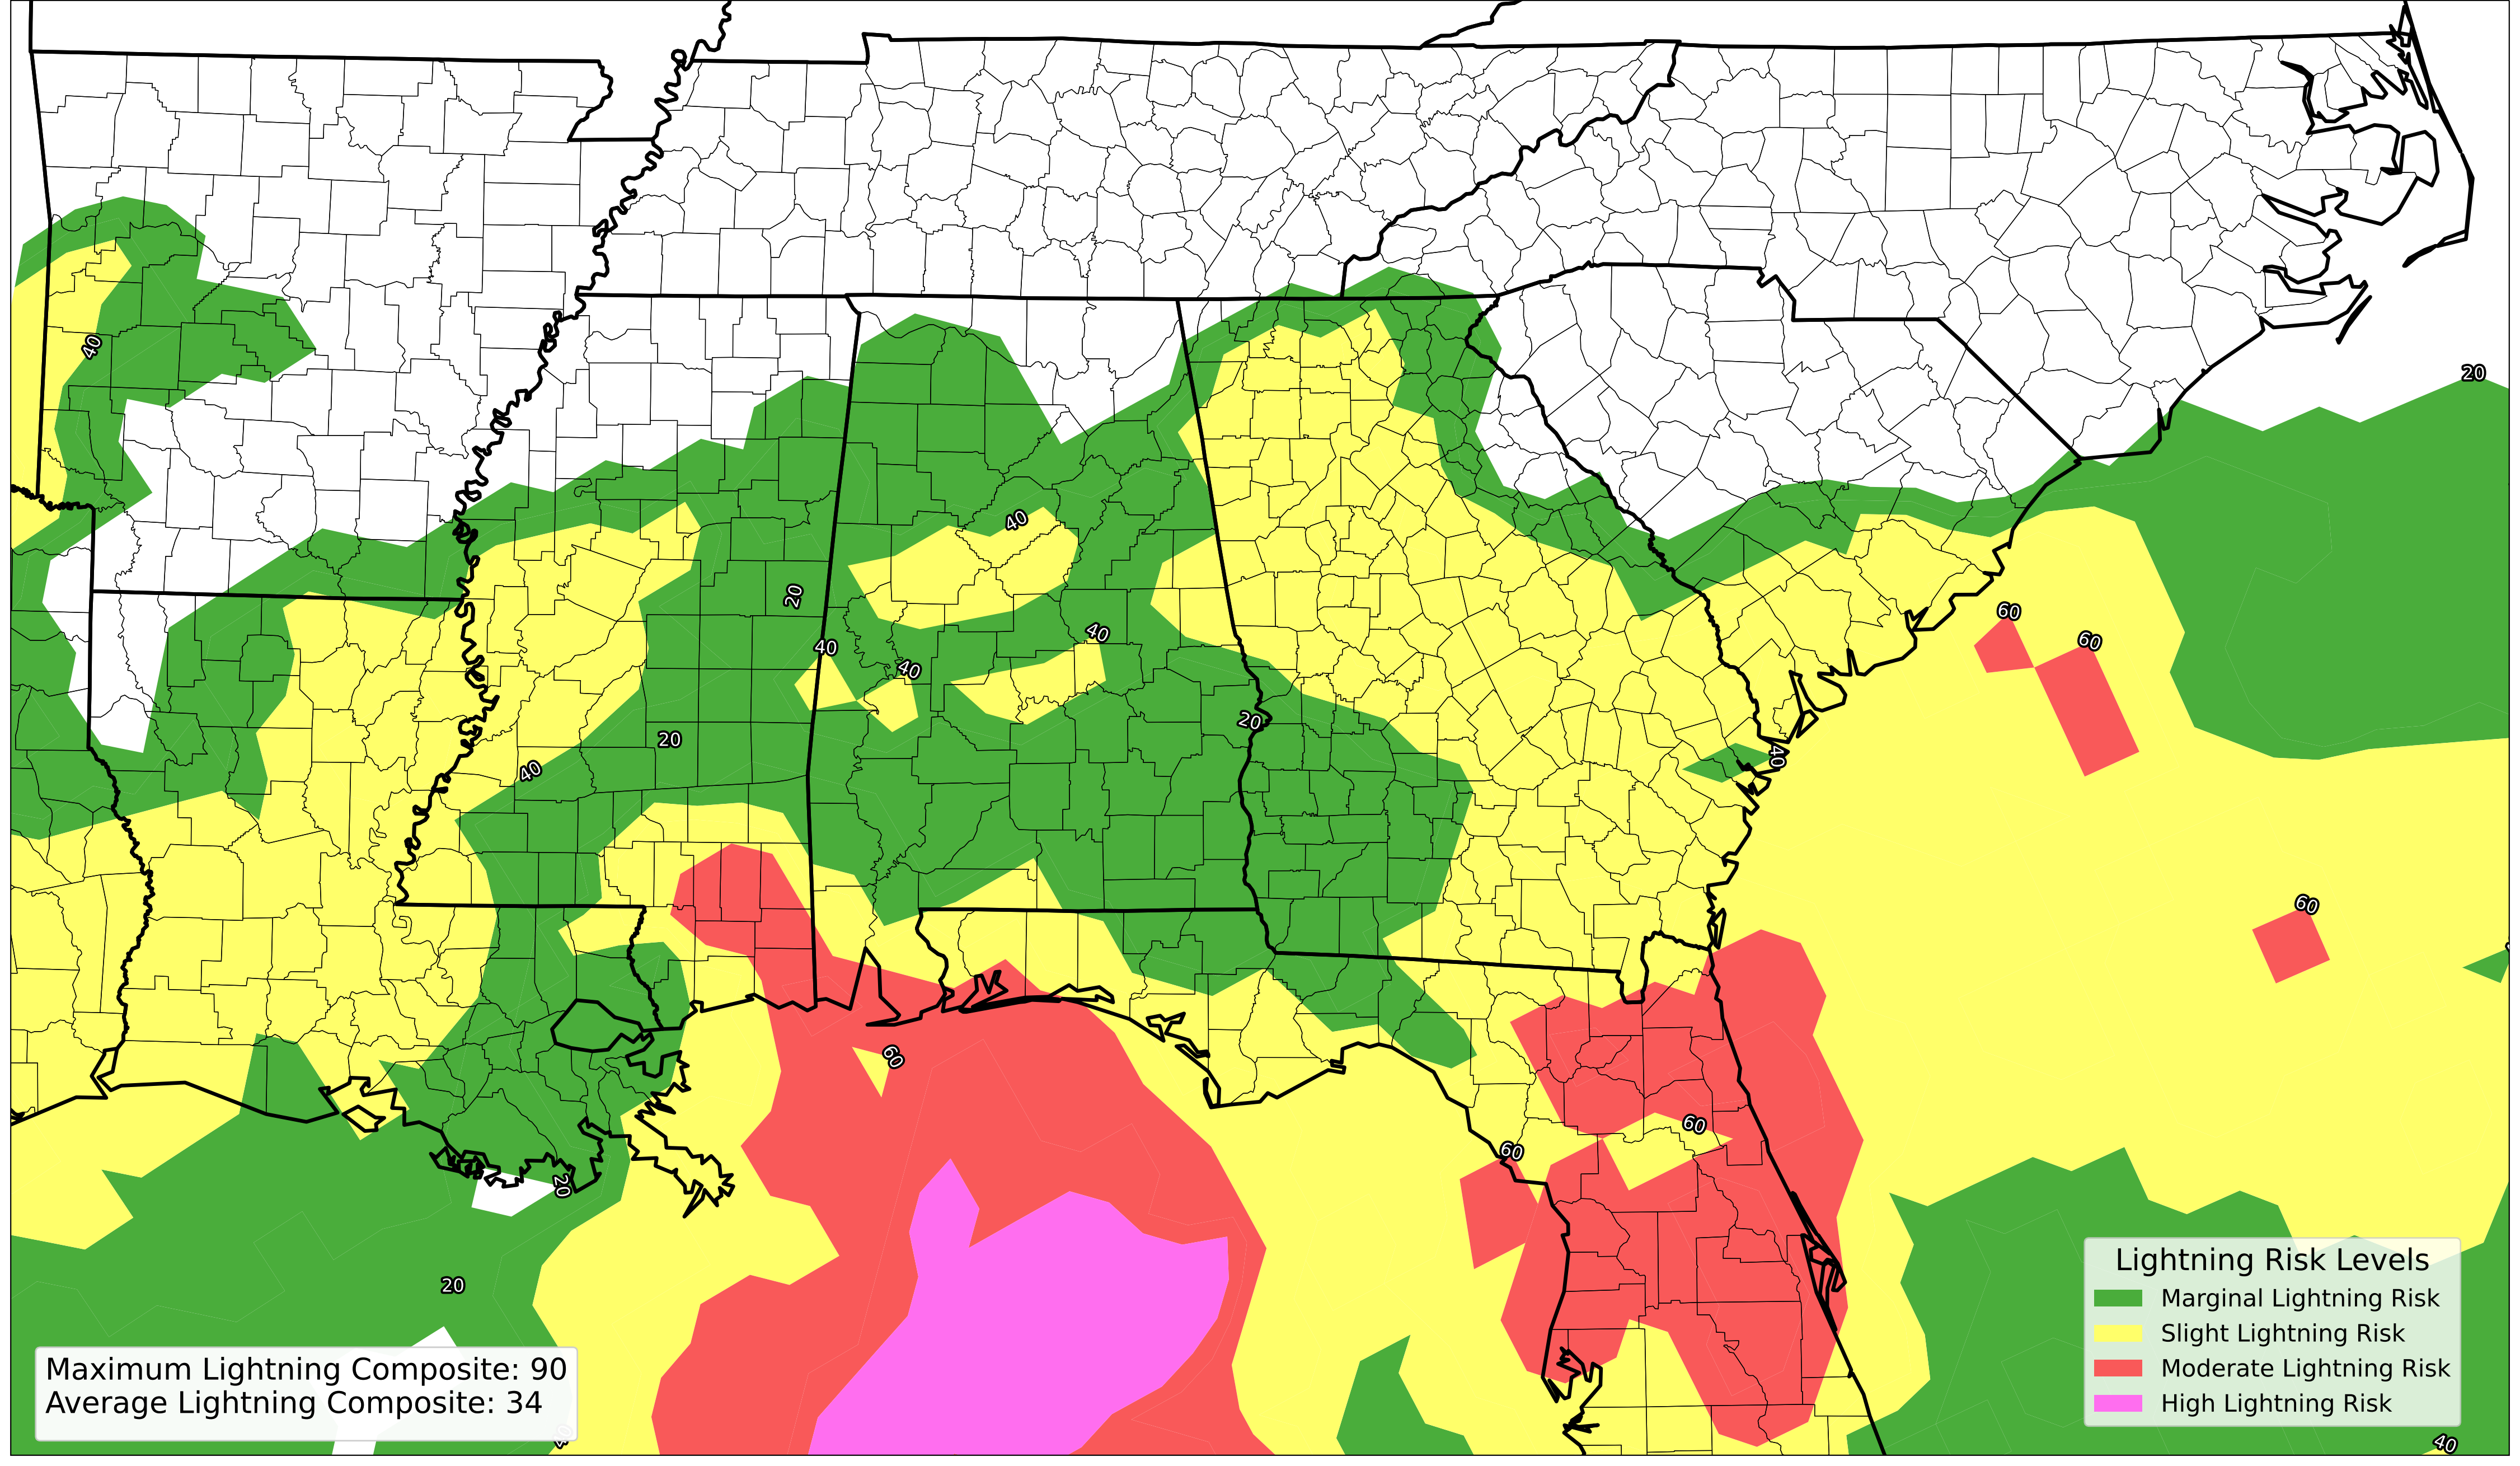 20
40
40
20
60
40
60
40
40
20
20
40
40
60
60
60
60
20
20
Lightning Risk Levels
Marginal Lightning Risk
Slight Lightning Risk
Moderate Lightning Risk
High Lightning Risk
Maximum Lightning Composite: 90
Average Lightning Composite: 34
40